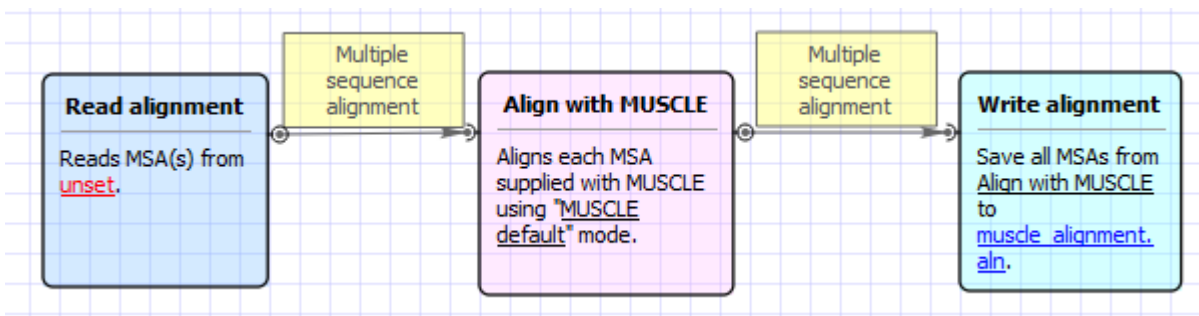 Multiple
sequence
alignment
Multiple
sequence
alignment
Read alignment
Reads MSA(s) from
unset.
Align with MUSCLE
Aligns each MSA
supplied with MUSCLE
using "MUSCLE
default" mode.
Write alignment
Save all MSAs from
Align with MUSCLE
to
muscle_alignment.
aln.